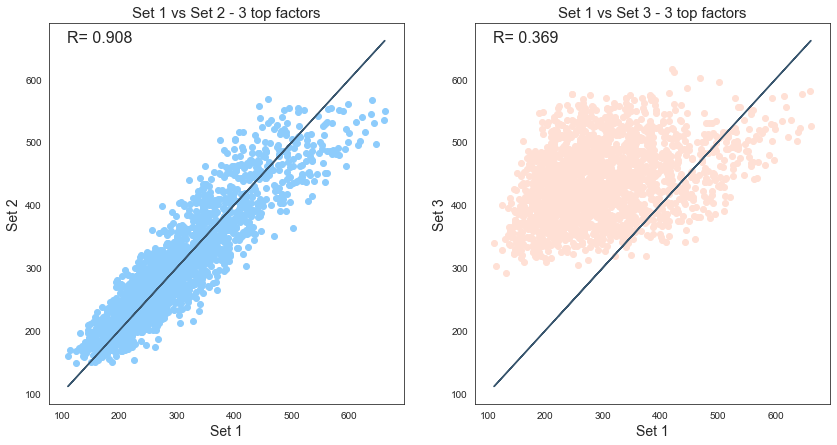 Set 1 vs Set 2 - 3 top factors
R= 0.908
600
500
400
300
200
100
Set 2
100 200 300 400 500 600
Set 1
Set 1 vs Set 3 - 3 top factors
R= 0.369
600
500
400
300
200
100
Set 3
100 200 300 400 500 600
Set 1